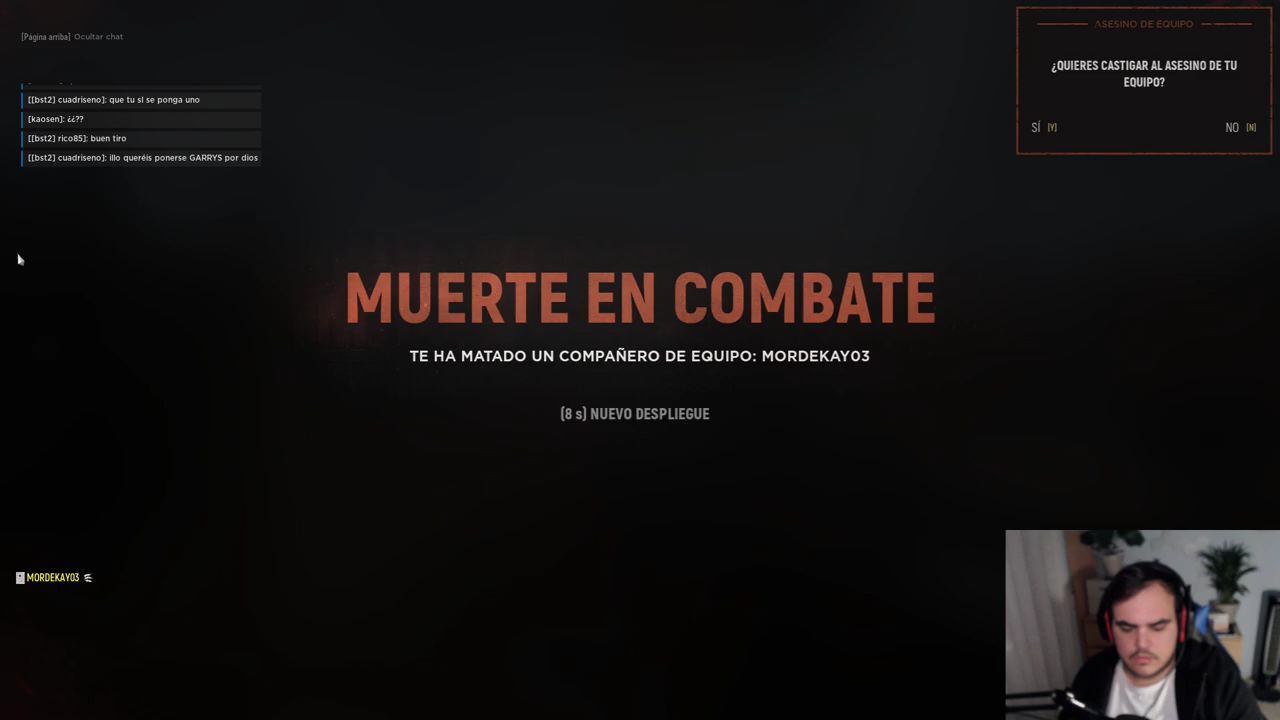 [Página arriba] Ocultar chat
[[bst2] cuadriseno]: que tu sl se ponga uno
[kaosen]: ¿¿??
[[bst2] rico85]: buen tiro
[[bst2] cuadriseno]: illo queréis ponerse GARRYS por dios
ASESINO DE EQUIPO
¿QUIERES CASTIGAR AL ASESINO DE TU
EQUIPO?
SÍ [Y]
NO [N]
MUERTE EN COMBATE
TE HA MATADO UN COMPAÑERO DE EQUIPO: MORDEKAY03
(8 s) NUEVO DESPLIEGUE
MORDEKAY03